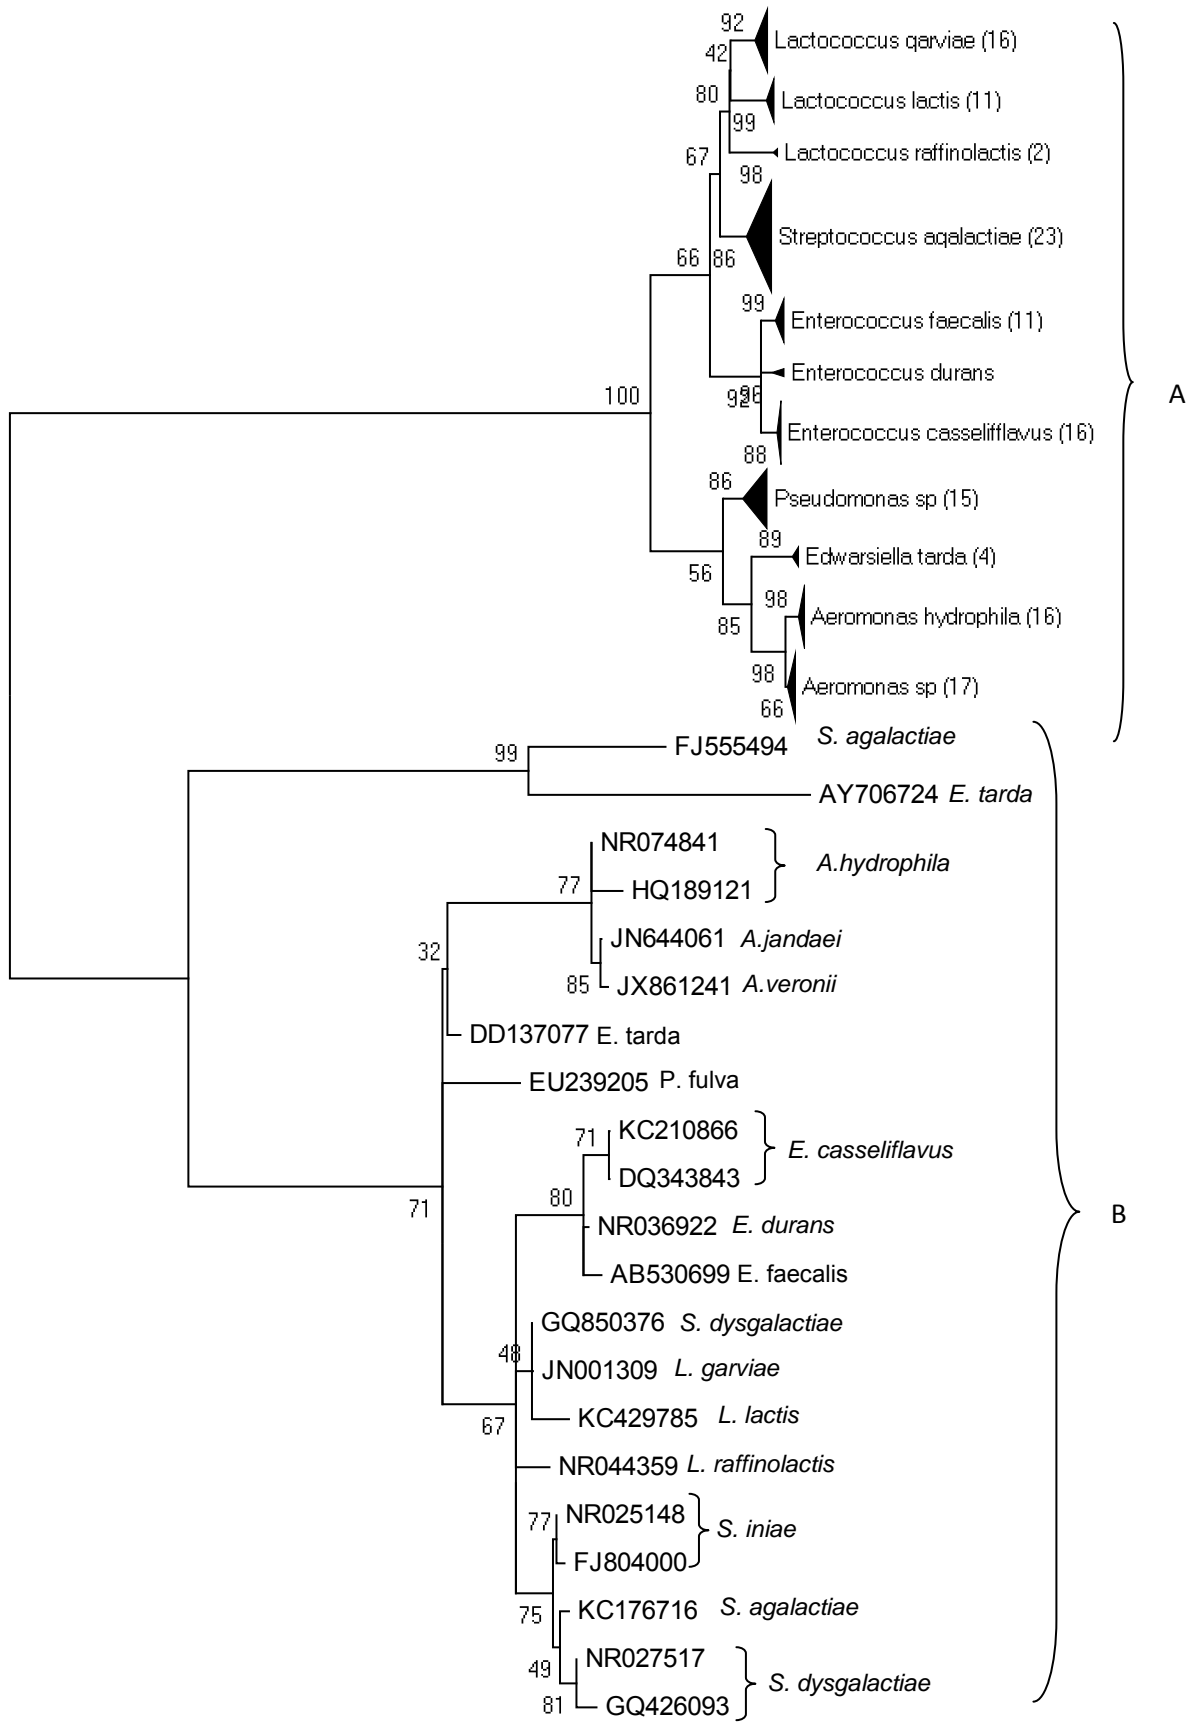 92
Lactococcus qarviae (16)
42
80
Lactococcus lactis (11)
99
67
Lactococcus raffinolactis (2)
98
Streptococcus aqalactiae (23)
66 86
99
Enterococcus faecalis (11)
Enterococcus durans
100
92
96
A
Enterococcus casselifflavus (16)
88
86
Pseudomonas sp (15)
89
Edwarsiella tarda (4)
56
98
Aeromonas hydrophila (16)
85
98
Aeromonas sp (17)
66
FJ555494 S. agalactiae
99
AY706724 E. tarda
NR074841
A.hydrophila
77
HQ189121
JN644061 A.jandaei
32
85
JX861241 A.veronii
DD137077 E. tarda
EU239205 P. fulva
71
KC210866
E. casseliflavus
DQ343843
80
71
B
NR036922 E. durans
AB530699 E. faecalis
GQ850376 S. dysgalactiae
48
JN001309 L. garviae
KC429785 L. lactis
67
NR044359 L. raffinolactis
NR025148
77
S. iniae
FJ804000
75
KC176716 S. agalactiae
NR027517
49
S. dysgalactiae
81
GQ426093